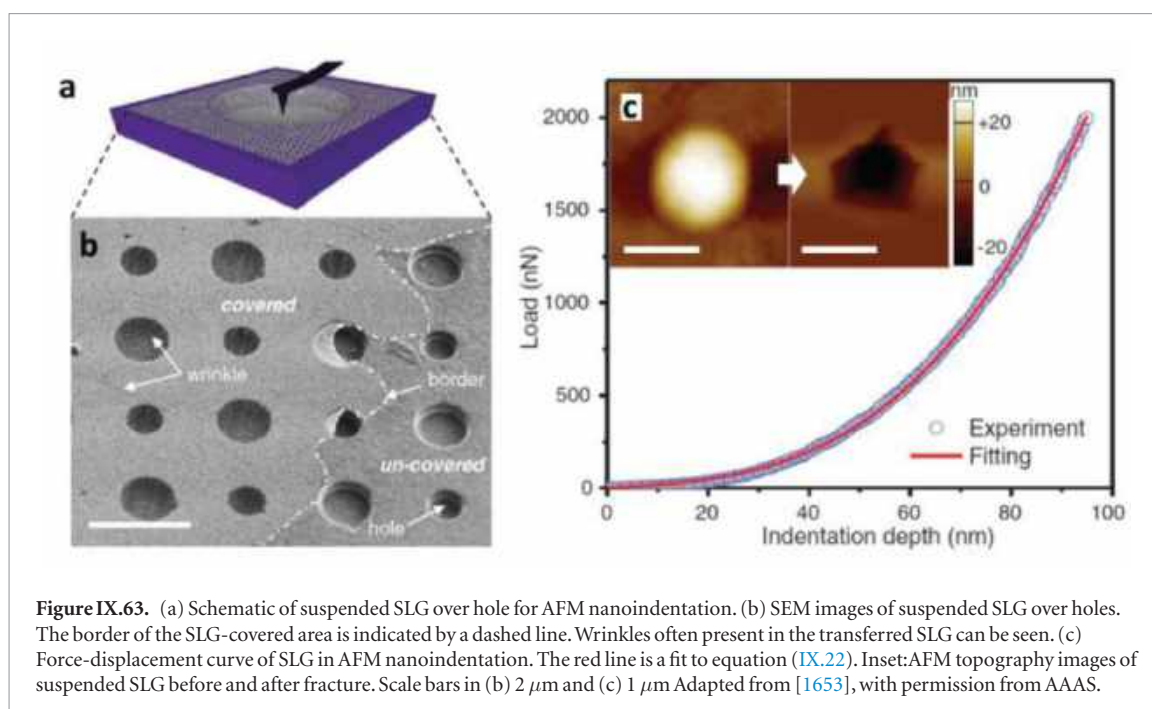 a
b
covered
wrinkle
border
un-covered
hole
c
nm
+20
0
-20
2000
1500
1000
500
0
Load (nN)
Experiment
Fitting
0 20 40 60 80 100
Indentation depth (nm)
Figure IX.63. (a) Schematic of suspended SLG over hole for AFM nanoindentation. (b) SEM images of suspended SLG over holes.
The border of the SLG-covered area is indicated by a dashed line. Wrinkles often present in the transferred SLG can be seen. (c)
Force-displacement curve of SLG in AFM nanoindentation. The red line is a fit to equation (IX.22). Inset:AFM topography images of
suspended SLG before and after fracture. Scale bars in (b) 2 μm and (c) 1 μm Adapted from [1653], with permission from AAAS.